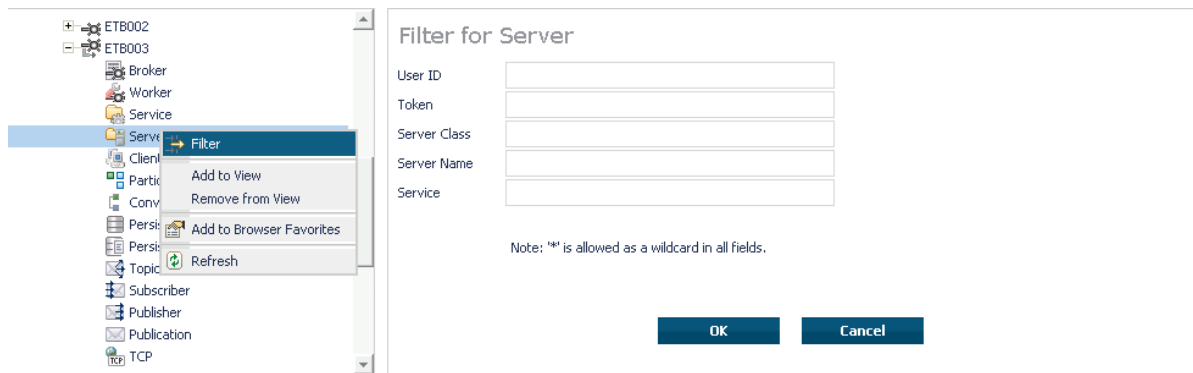 ETB002
ETB003
Broker
Worker
Service
Serve
Client
Partic
Conv
Persis
Persis
Topic
Subscriber
Publisher
Publication
TCP
TCP
Filter
Add to View
Remove from View
Add to Browser Favorites
Refresh
Filter for Server
User ID
Token
Server Class
Server Name
Service
Note: '*' is allowed as a wildcard in all fields.
OK
Cancel